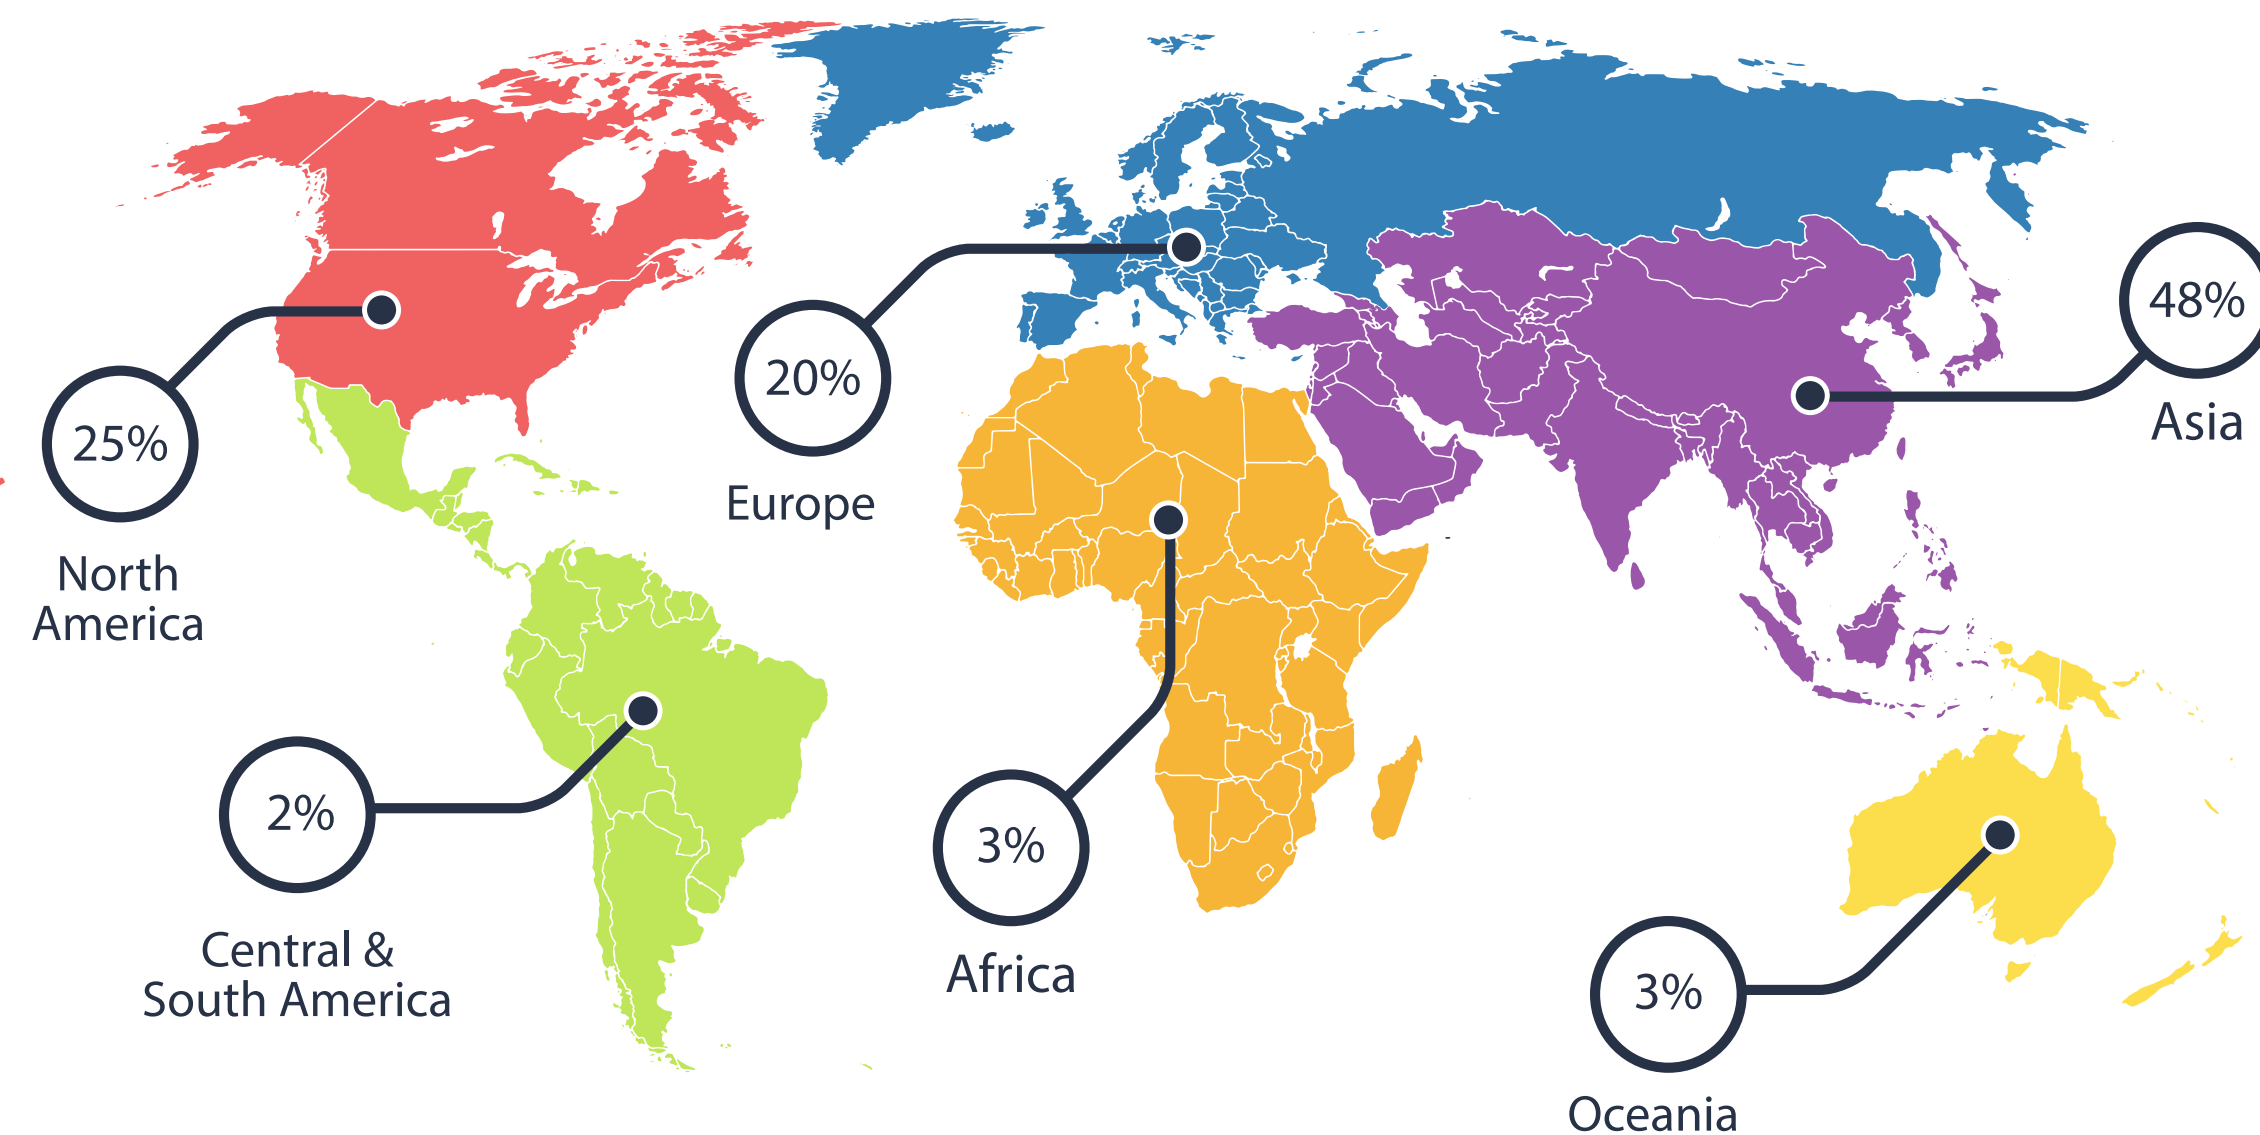 25%
North
America
20%
Europe
48%
Asia
2%
Central &
South America
3%
Africa
3%
Oceania